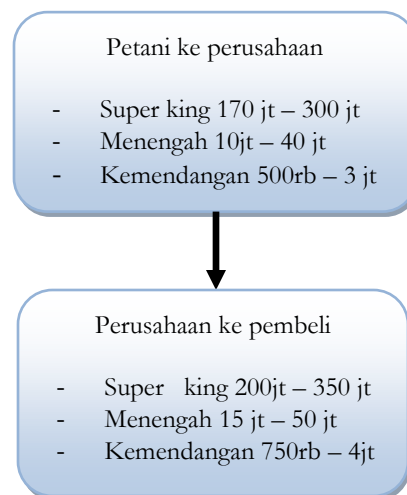 Petani ke perusahaan
- Super king 170 jt – 300 jt
- Menengah 10jt – 40 jt
- Kemendangan 500rb – 3 jt
Perusahaan ke pembeli
- Super king 200jt – 350 jt
- Menengah 15 jt – 50 jt
- Kemendangan 750rb – 4jt